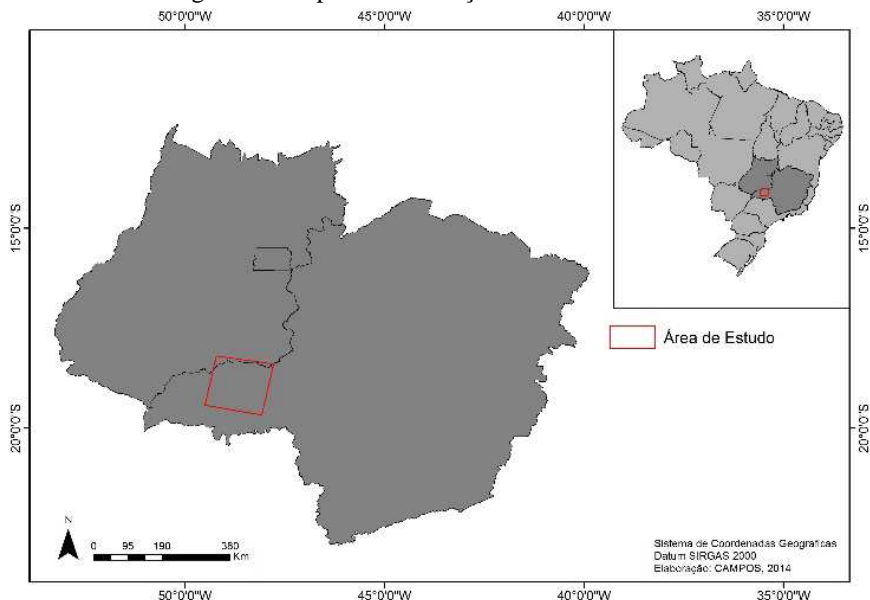 50°0'0"W 45°0'0"W 40°0'0"W 35°0'0"W
15°0'0"S
15°0'0"S
Área de Estudo
20°0'0"S
20°0'0"S
N
0 95 190 380
Km
Sistema de Coordenadas Geográficas
Datum SIRGAS 2000
Elaboração: CAMPOS, 2014
50°0'0"W 45°0'0"W 40°0'0"W 35°0'0"W